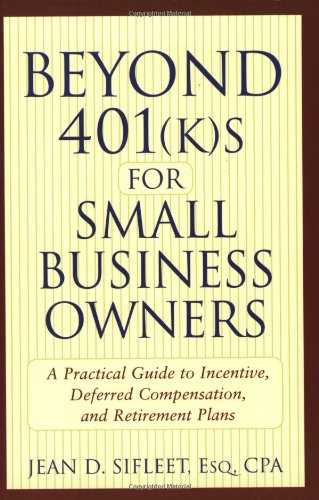 BEYOND
401(K)S
FOR
SMALL
BUSINESS
OWNERS
A Practical Guide to Incentive,
Deferred Compensation,
and Retirement Plans
JEAN D. SIFLEET, ESQ, CPA